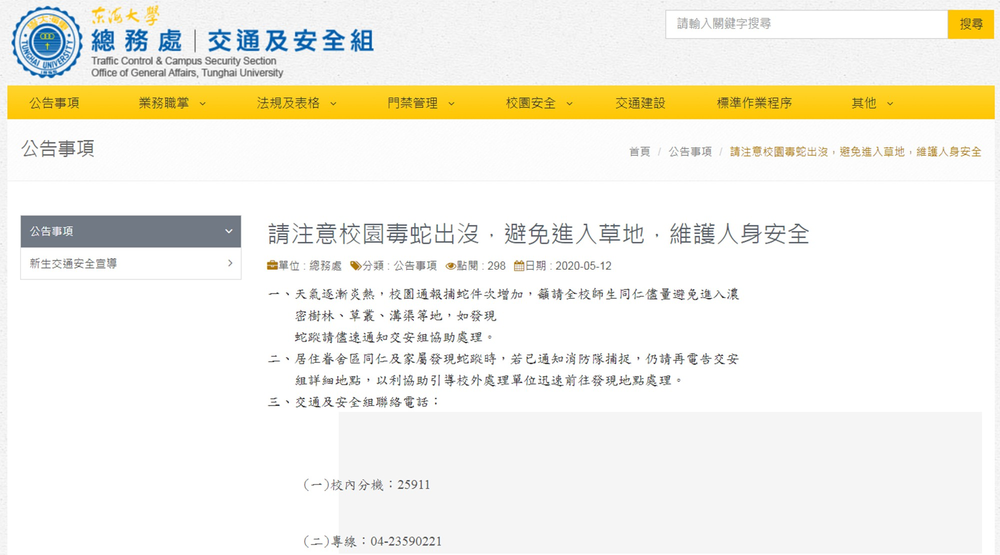 東海大學
總務處｜交通及安全組
Traffic Control & Campus Security Section
Office of General Affairs, Tunghai University
TUNGHAI UNIVERSITY
請輸入關鍵字搜尋 搜尋
公告事項 業務職掌 法規及表格 門禁管理 校園安全 交通建設 標準作業程序 其他
公告事項
首頁 / 公告事項 / 請注意校園毒蛇出沒，避免進入草地，維護人身安全
公告事項
新生交通安全宣導
請注意校園毒蛇出沒，避免進入草地，維護人身安全
單位 : 總務處 分類 : 公告事項 點閱 : 298 日期 : 2020-05-12
一、天氣逐漸炎熱，校園通報捕蛇件次增加，籲請全校師生同仁儘量避免進入濃
密樹林、草叢、溝渠等地，如發現
蛇蹤請儘速通知交安組協助處理。
二、居住眷舍區同仁及家屬發現蛇蹤時，若已通知消防隊捕捉，仍請再電告交安
組詳細地點，以利協助引導校外處理單位迅速前往發現地點處理。
三、交通及安全組聯絡電話：
(一)校內分機：25911
(二)專線：04-23590221